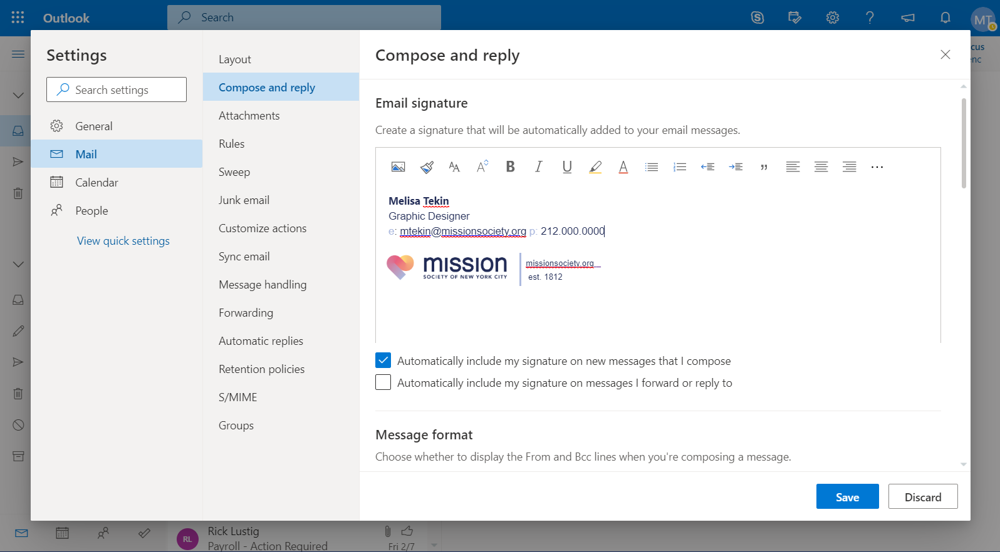 Outlook
Search
MT
Settings
Search settings
General
Mail
Calendar
People
View quick settings
Layout
Compose and reply
Attachments
Rules
Sweep
Junk email
Customize actions
Sync email
Message handling
Forwarding
Automatic replies
Retention policies
S/MIME
Groups
Compose and reply
cus
enc
Email signature
Create a signature that will be automatically added to your email messages.
Melisa Tekin
Graphic Designer
e: mtekin@missionsociety.org p: 212.000.0000
mission
SOCIETY OF NEW YORK CITY
missionsociety.org
est. 1812
Automatically include my signature on new messages that I compose
Automatically include my signature on messages I forward or reply to
Message format
Choose whether to display the From and Bcc lines when you're composing a message.
Save
Discard
RL
Rick Lustig
Payroll - Action Required
Fri 2/7